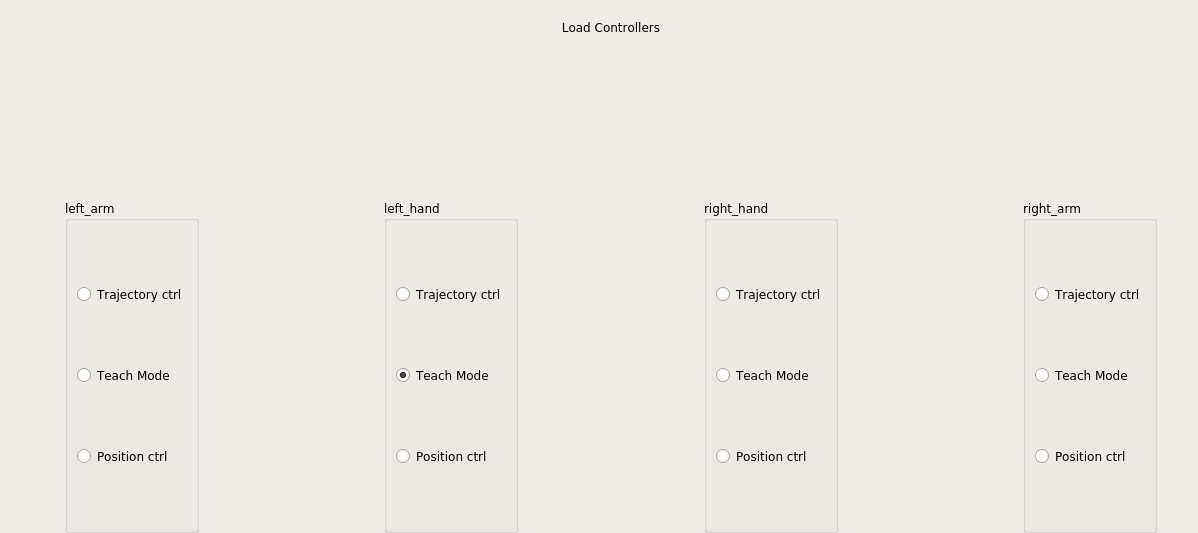 Load Controllers
left_arm
Trajectory ctrl
Teach Mode
Position ctrl
left_hand
Trajectory ctrl
Teach Mode
Position ctrl
right_hand
Trajectory ctrl
Teach Mode
Position ctrl
right_arm
Trajectory ctrl
Teach Mode
Position ctrl